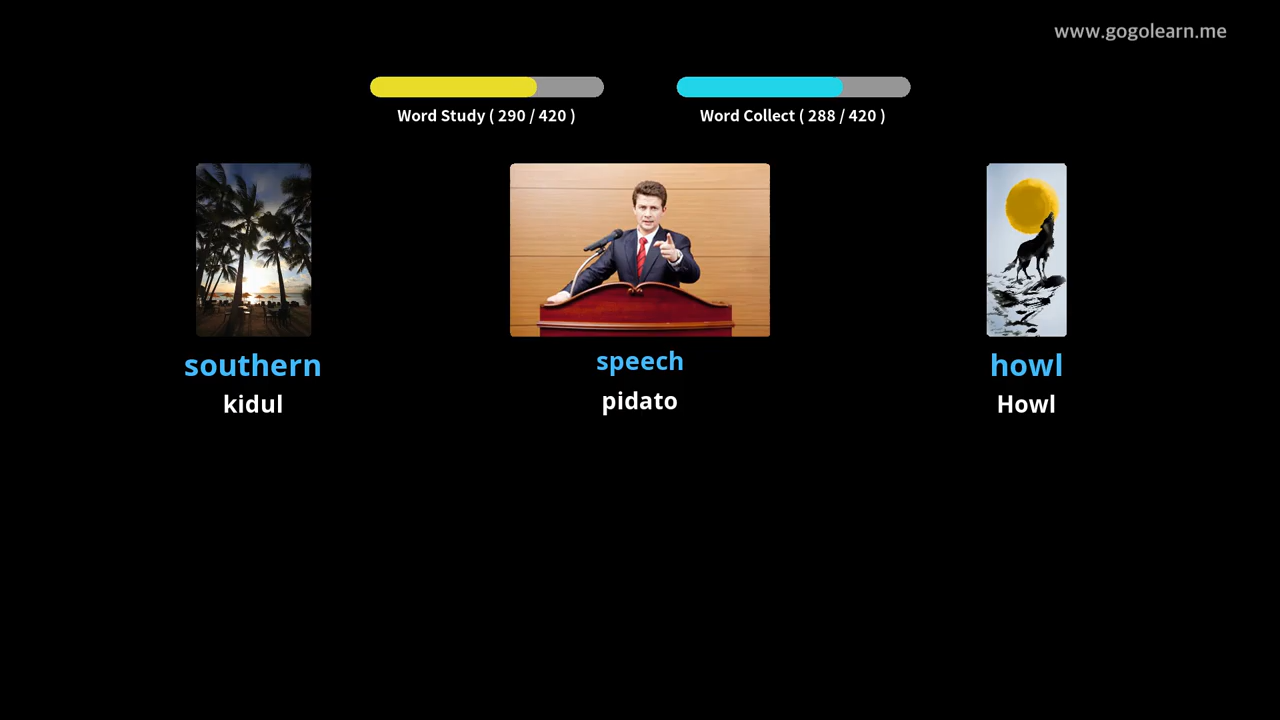 www.gogolearn.me
Word Study ( 290 / 420 )
Word Collect ( 288 / 420 )
southern
kidul
speech
pidato
howl
Howl